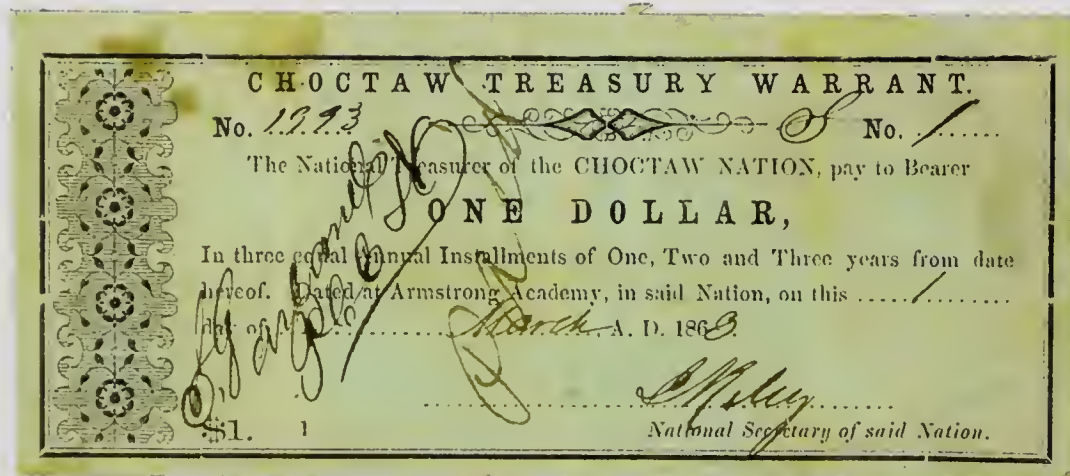 CHOCTAW TREASURY WARRANT.
No. 1993 S No. 1
The National Treasurer of the CHOCTAW NATION, pay to Bearer
ONE DOLLAR,
In three equal Annual Installments of One, Two and Three years from date
hereof. Dated at Armstrong Academy, in said Nation, on this 1
day of March A. D. 1863.
$1. 1
National Secretary of said Nation.